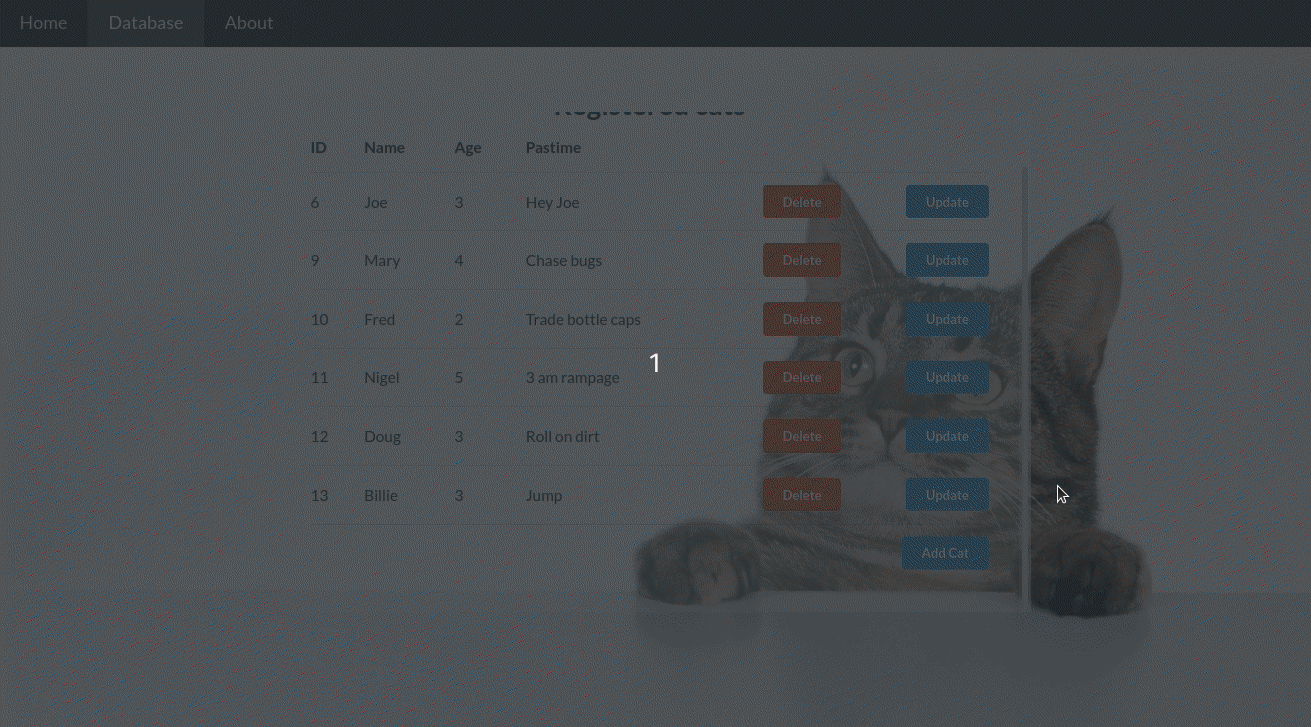 Home Database About
Registered cats
ID Name Age Pastime
6 Joe 3 Hey Joe Delete Update
9 Mary 4 Chase bugs Delete Update
10 Fred 2 Trade bottle caps Delete Update
1
11 Nigel 5 3 am rampage Delete Update
12 Doug 3 Roll on dirt Delete Update
13 Billie 3 Jump Delete Update
Add Cat